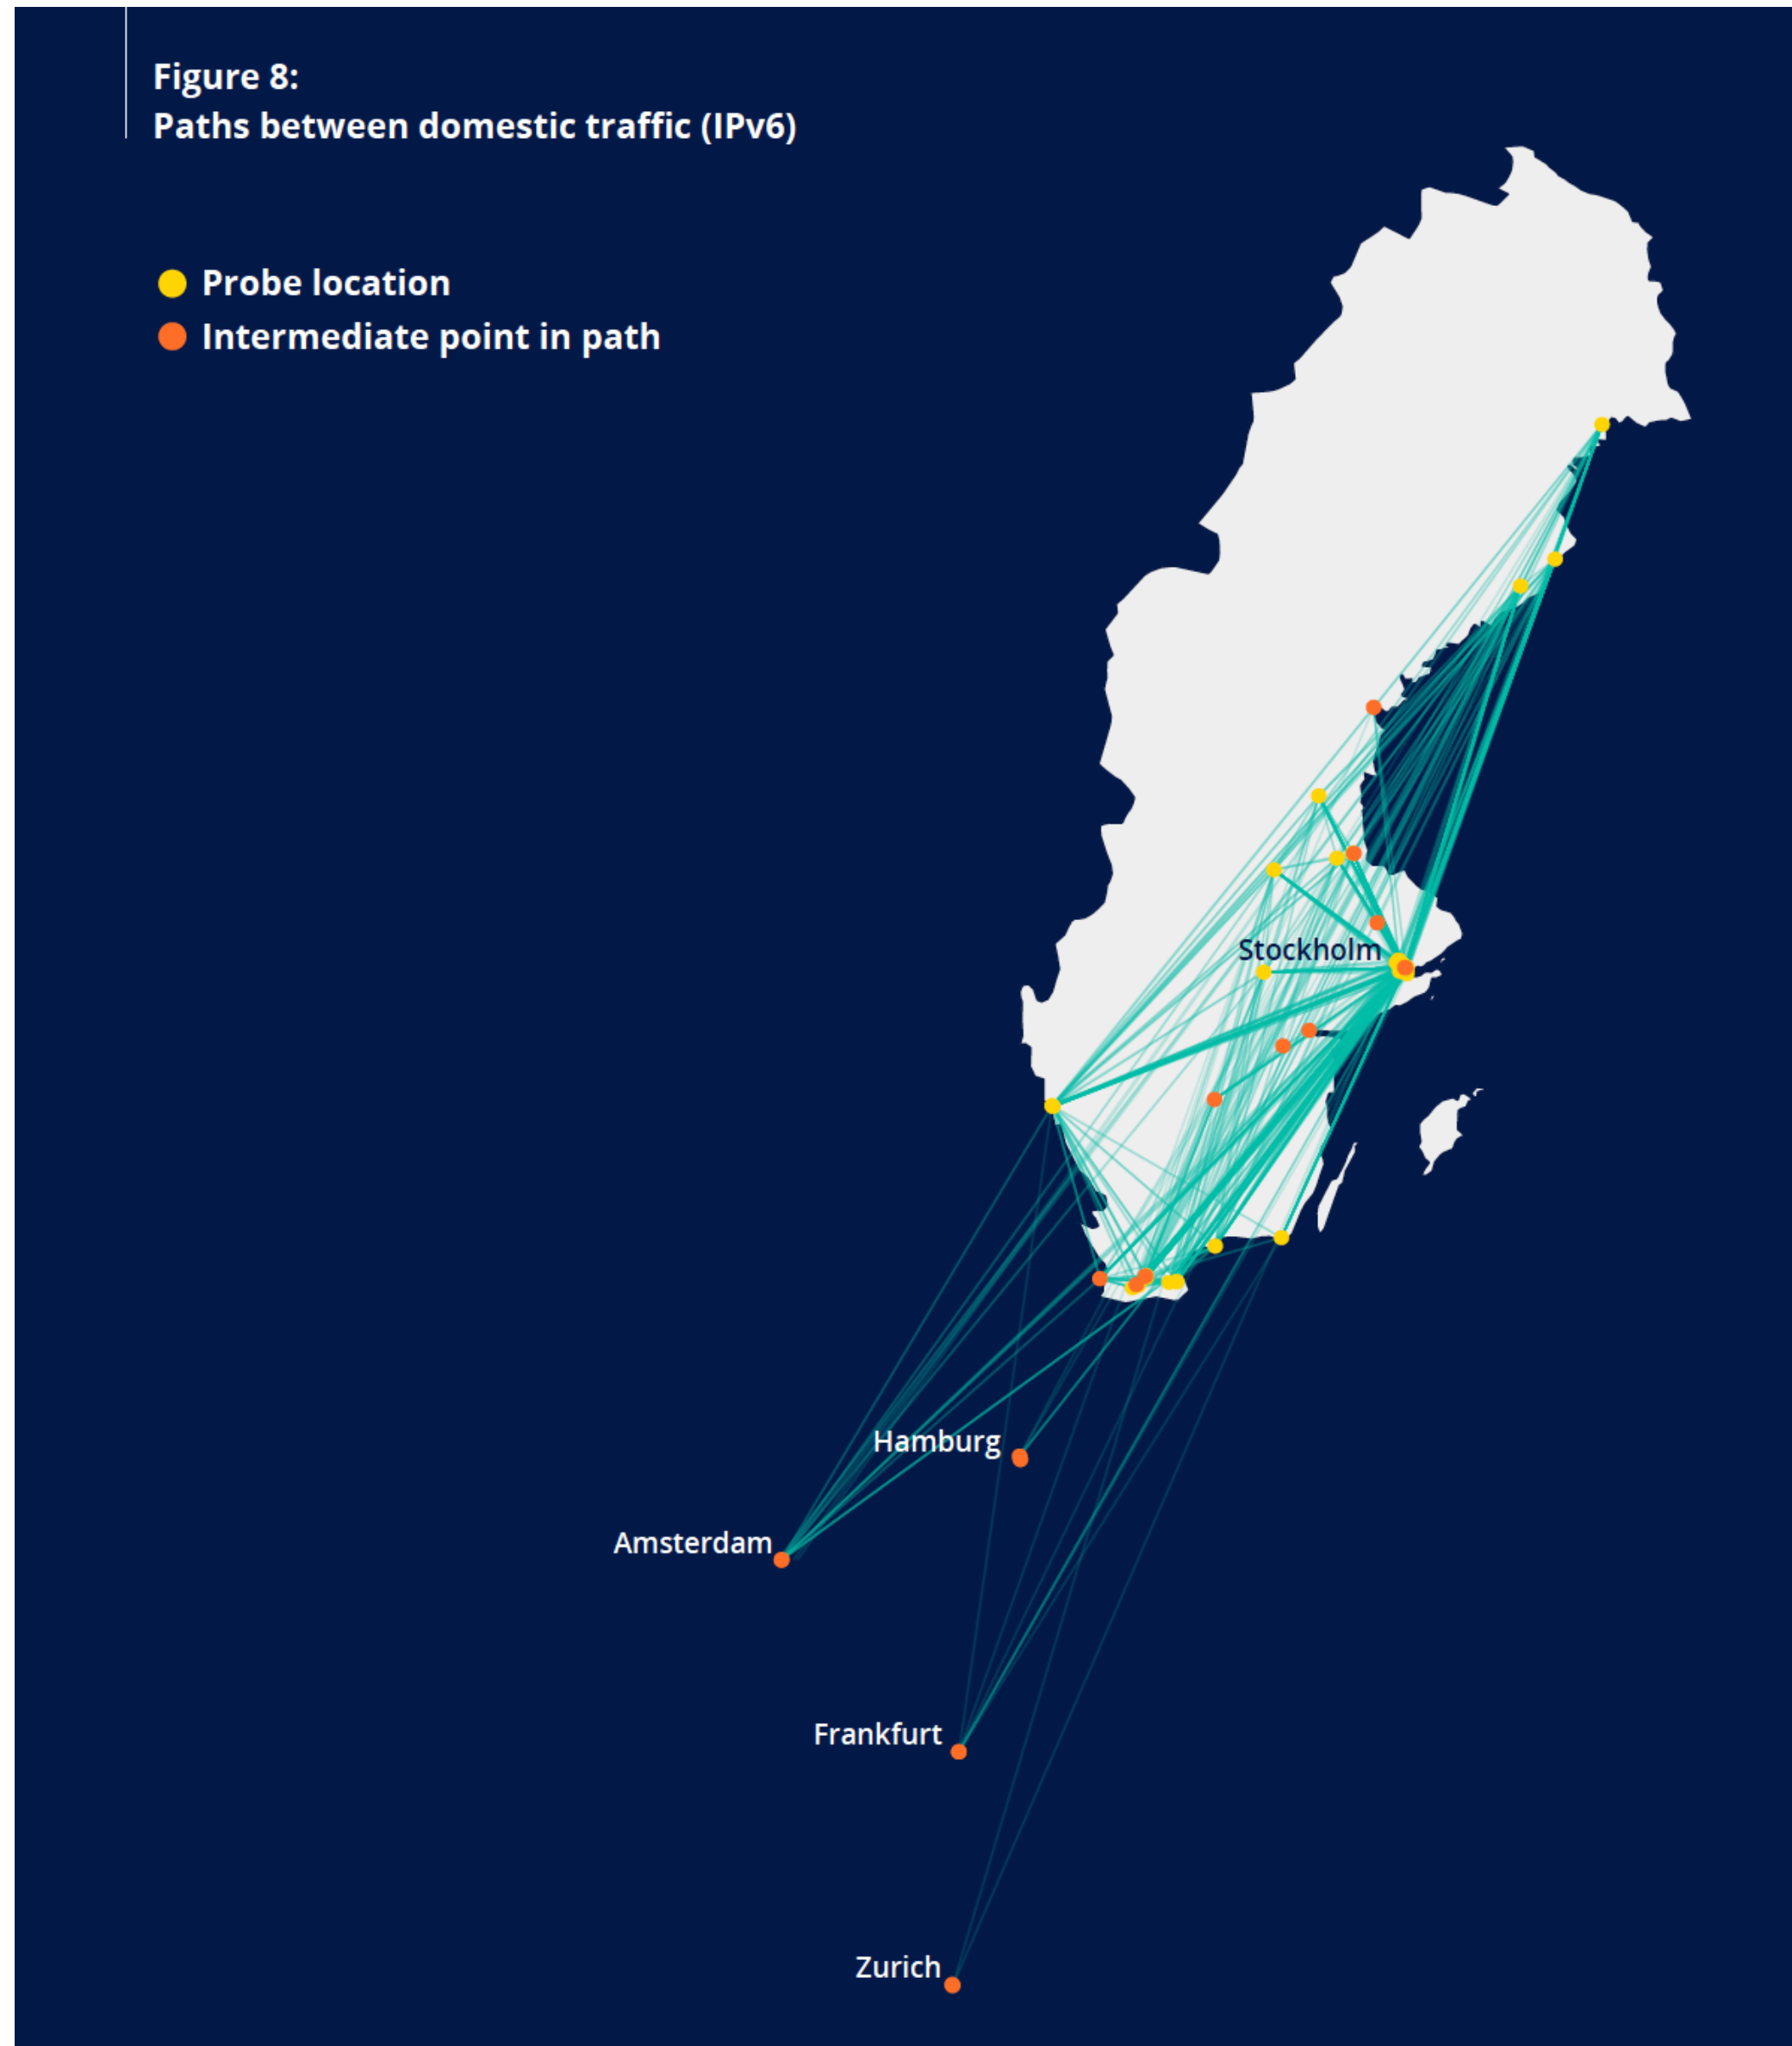 Figure 8:
Paths between domestic traffic (IPv6)
Probe location
Intermediate point in path
Stockholm
Hamburg
Amsterdam
Frankfurt
Zurich